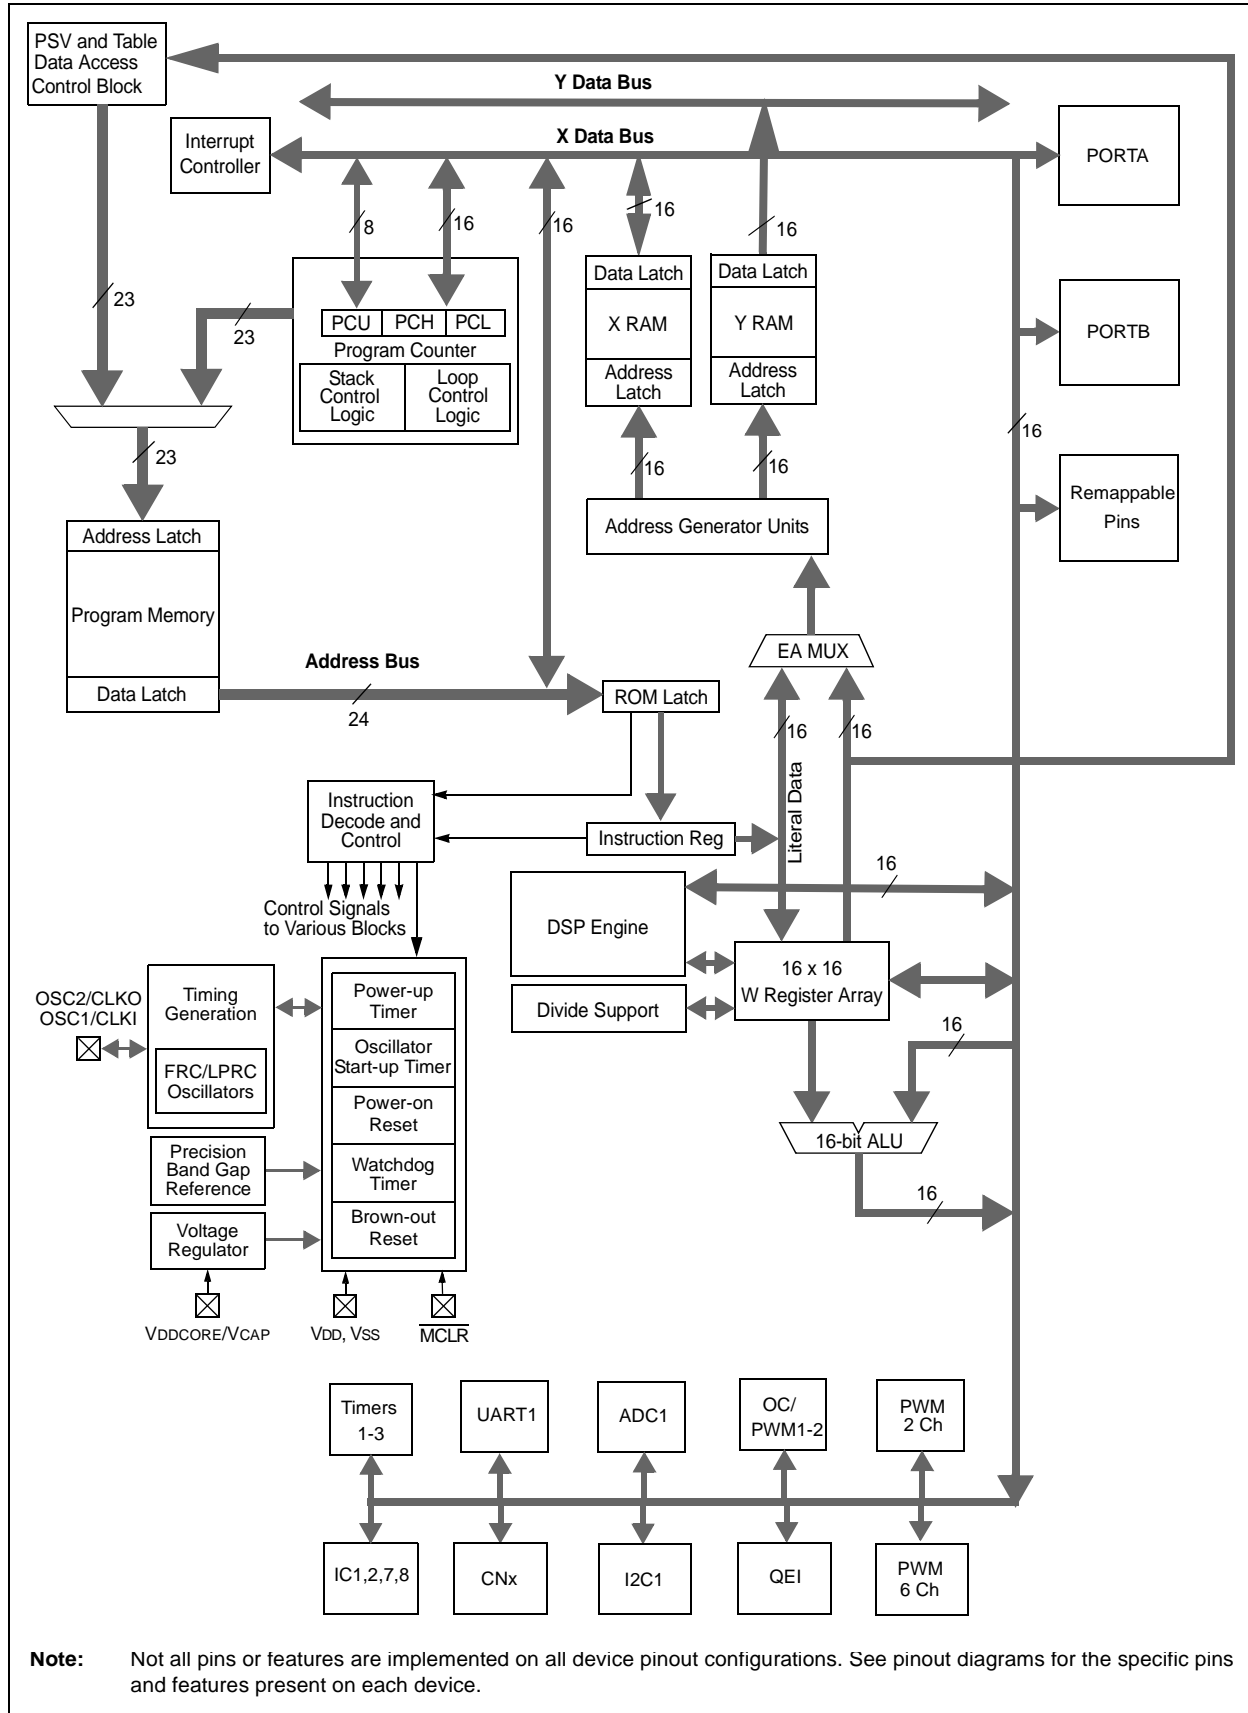 PSV and Table
Data Access
Control Block
Y Data Bus
X Data Bus
Interrupt
Controller
PORTA
8
16
16
16
16
23
23
Data Latch
X RAM
Address
Latch
Data Latch
Y RAM
Address
Latch
PCU
PCH
PCL
Program Counter
Stack
Control
Logic
Loop
Control
Logic
PORTB
16
23
16
16
Remappable
Pins
Address Latch
Program Memory
Data Latch
Address Generator Units
EA MUX
Address Bus
24
ROM Latch
16
16
Literal Data
Instruction
Decode and
Control
Instruction Reg
Control Signals
to Various Blocks
16
DSP Engine
16 x 16
W Register Array
Divide Support
OSC2/CLKO
OSC1/CLKI
Timing
Generation
FRC/LPRC
Oscillators
Power-up
Timer
Oscillator
Start-up Timer
Power-on
Reset
Watchdog
Timer
Brown-out
Reset
16
16-bit ALU
16
Precision
Band Gap
Reference
Voltage
Regulator
VDDCORE/VCAP
VDD, VSS
MCLR
Timers
1-3
UART1
ADC1
OC/
PWM1-2
PWM
2 Ch
IC1,2,7,8
CNx
I2C1
QEI
PWM
6 Ch
Note: Not all pins or features are implemented on all device pinout configurations. See pinout diagrams for the specific pins
and features present on each device.